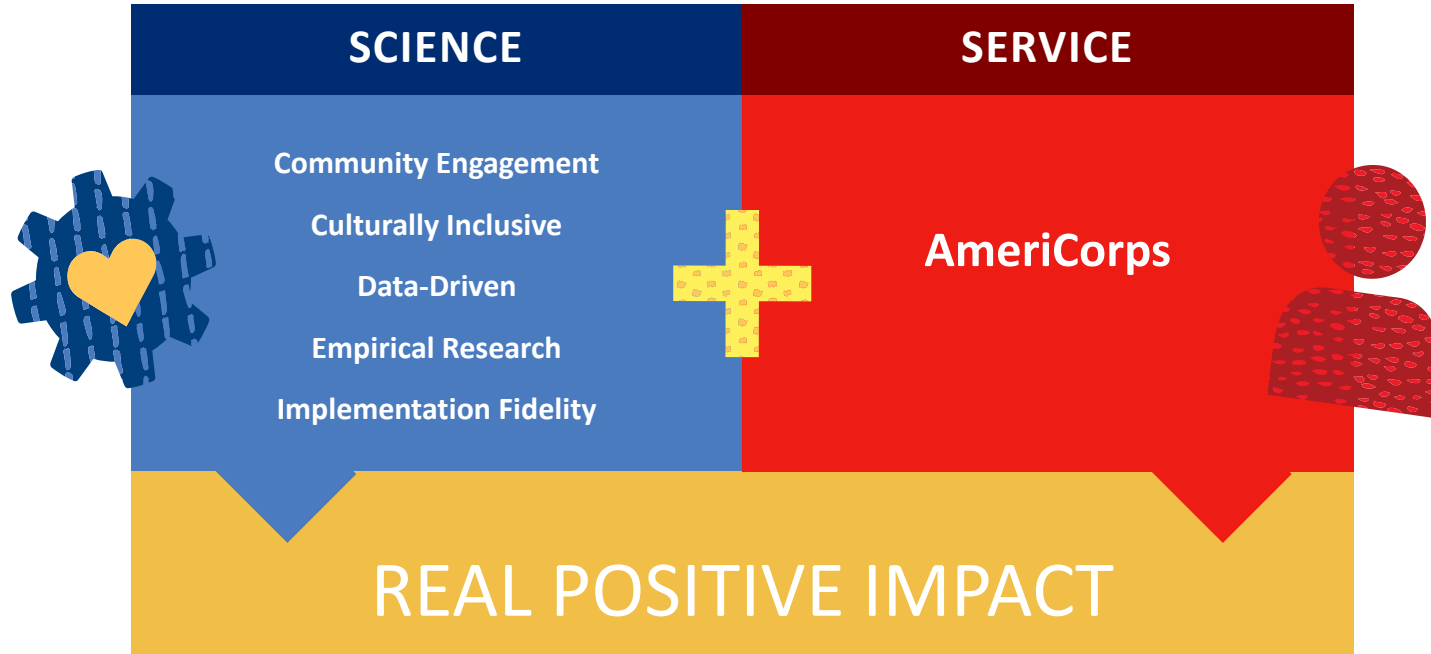 SCIENCE
SERVICE
Community Engagement
Culturally Inclusive
Data-Driven
Empirical Research
Implementation Fidelity
AmeriCorps
REAL POSITIVE IMPACT